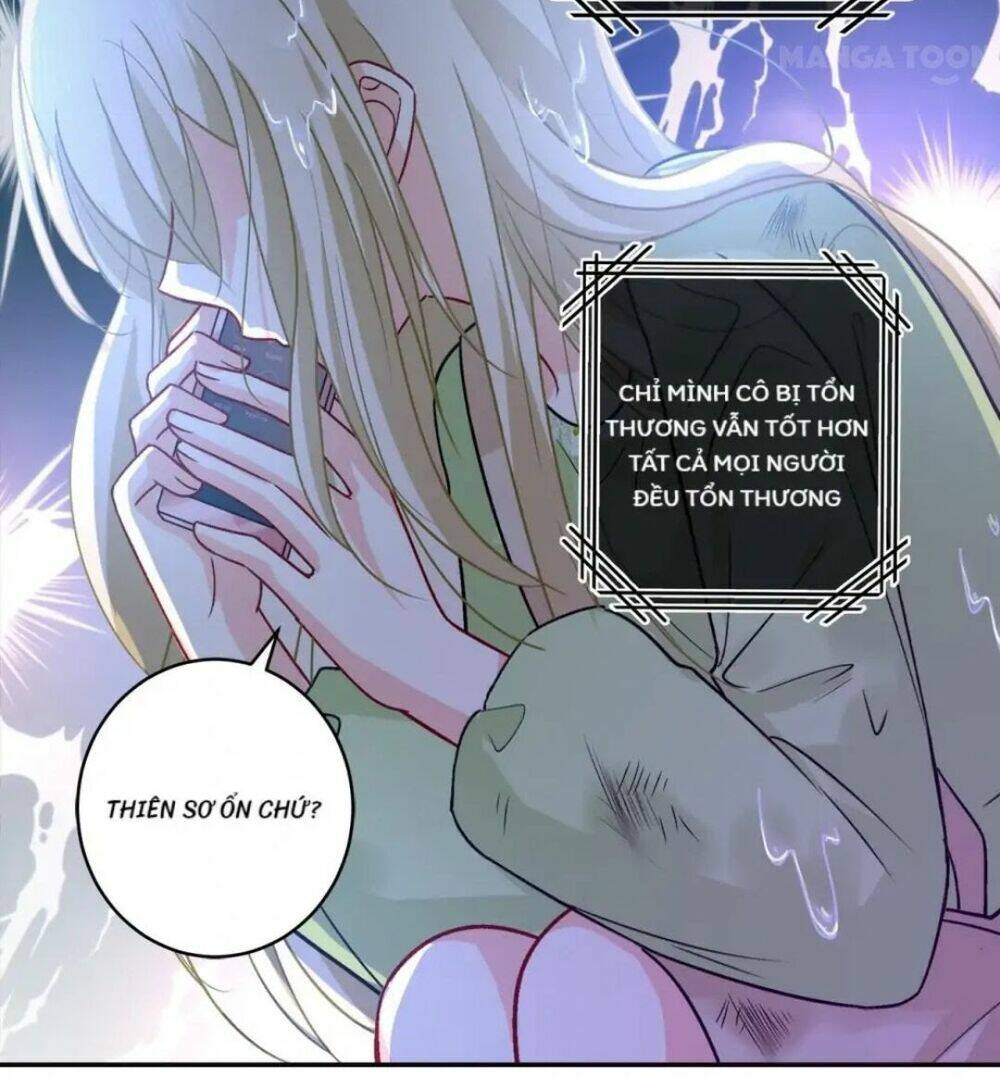 MANGA TOON
CHỈ MÌNH CÔ BỊ TỔN
THƯƠNG VẪN TỐT HƠN
TẤT CẢ MỌI NGƯỜI
ĐỀU TỔN THƯƠNG
THIÊN SƠ ỔN CHỨ?